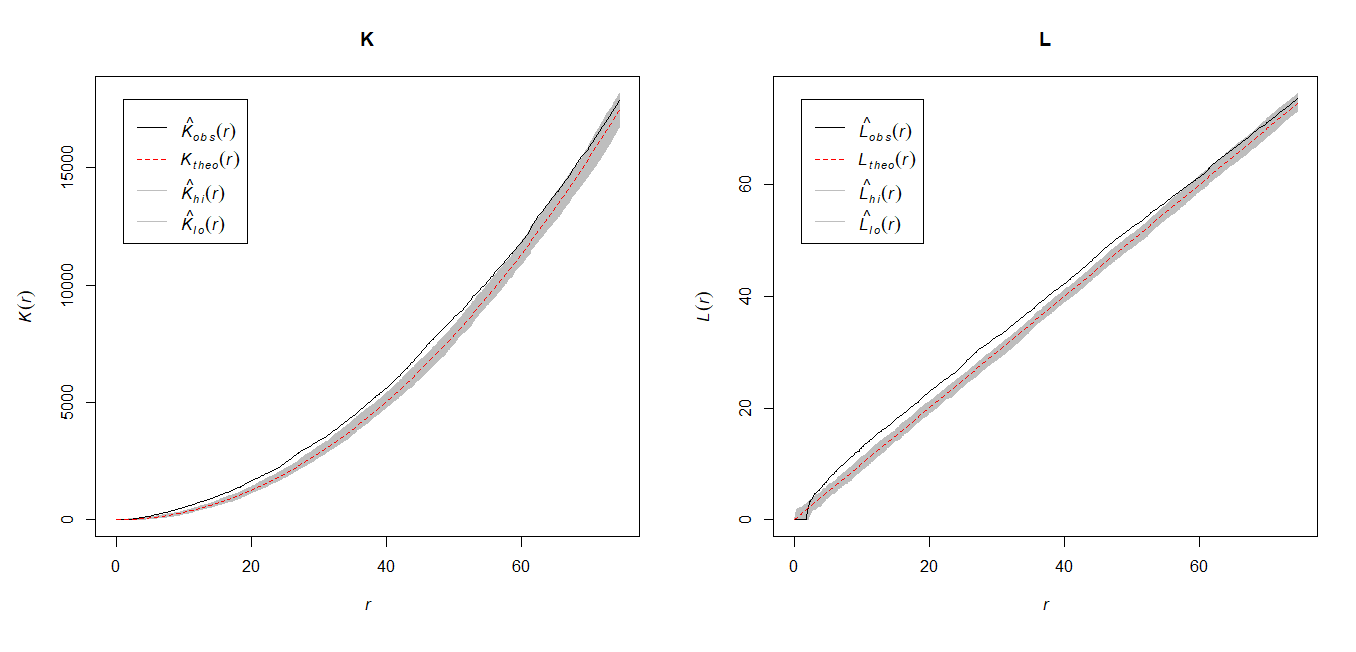 K
K̂obs(r)
Ktheo(r)
K̂hi(r)
K̂lo(r)
K(r)
15000
10000
5000
0
0 20 40 60
r
L
L̂obs(r)
Ltheo(r)
L̂hi(r)
L̂lo(r)
L(r)
60
40
20
0
0 20 40 60
r